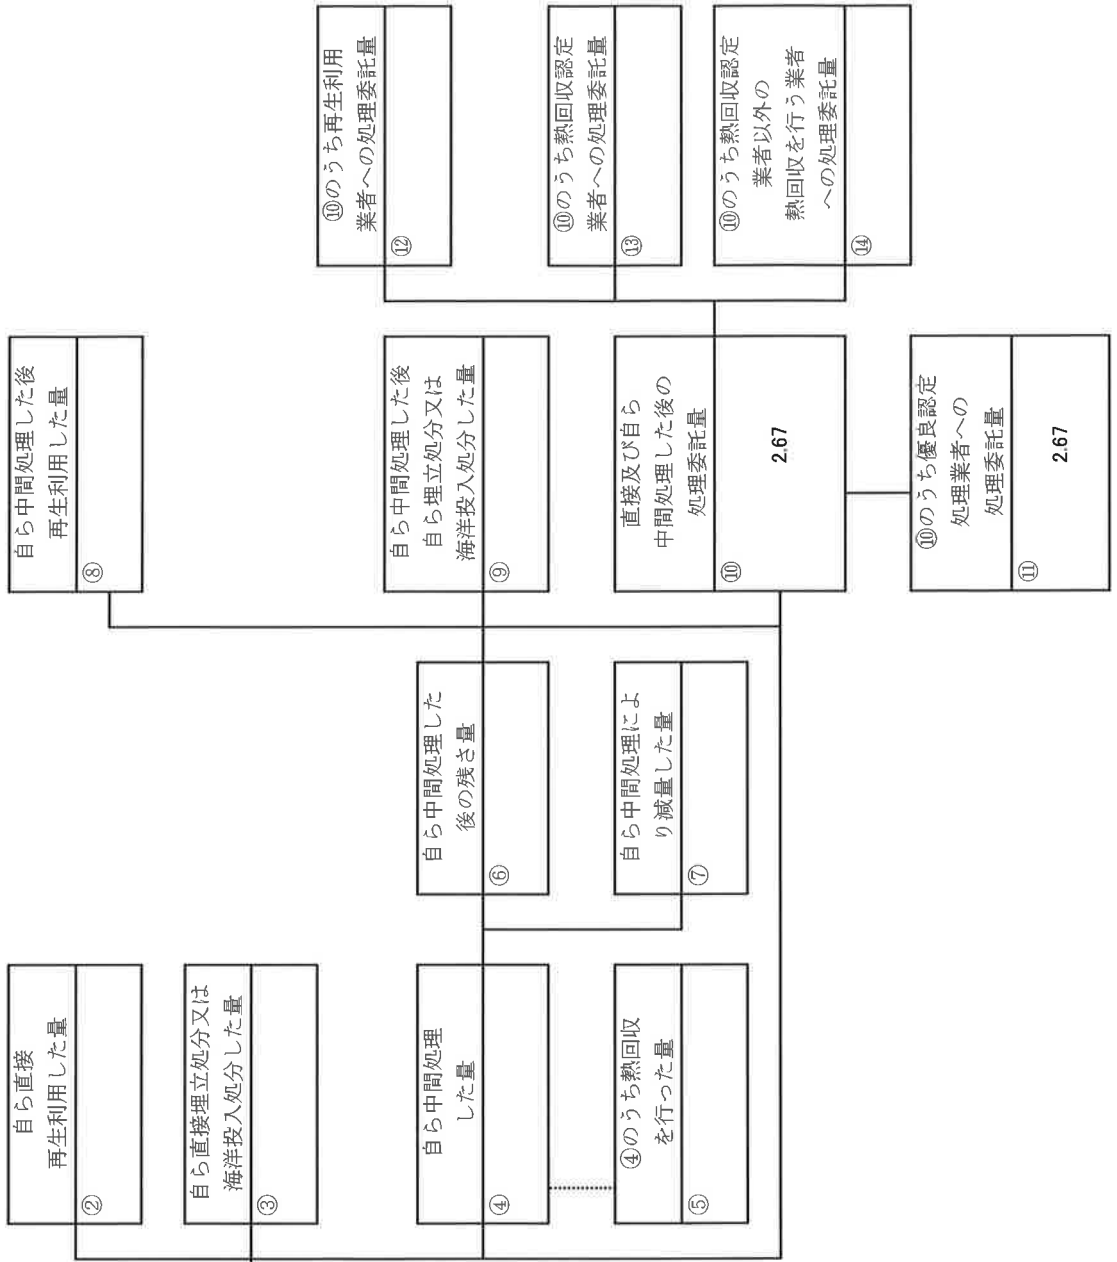 自ら直接
再生利用した量
②
自ら直接埋立処分又は
海洋投入処分した量
③
自ら中間処理
した量
④
④のうち熱回収
を行った量
⑤
自ら中間処理した
後の残さ量
⑥
自ら中間処理によ
り減量した量
⑦
自ら中間処理した後
再生利用した量
⑧
自ら中間処理した後
自ら埋立処分又は
海洋投入処分した量
⑨
直接及び自ら
中間処理した後の
処理委託量
⑩
2.67
⑩のうち優良認定
処理業者への
処理委託量
⑪
2.67
⑩のうち再生利用
業者への処理委託量
⑫
⑩のうち熱回収認定
業者への処理委託量
⑬
⑩のうち熱回収認定
業者以外の
熱回収を行う業者
への処理委託量
⑭